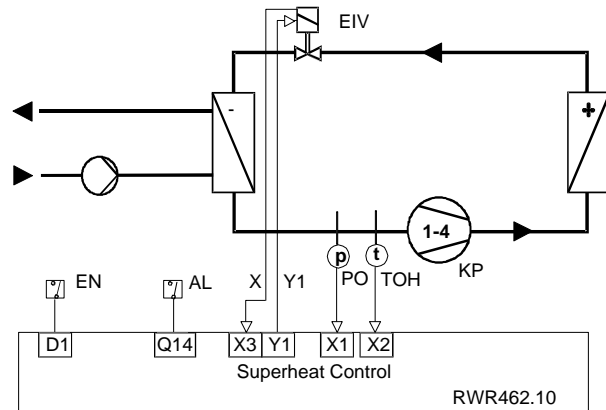 EIV
-
+
1-4
p
t
PO
TOH
KP
EN
AL
X
Y1
D1
Q14
X3
Y1
X1
X2
Superheat Control
RWR462.10